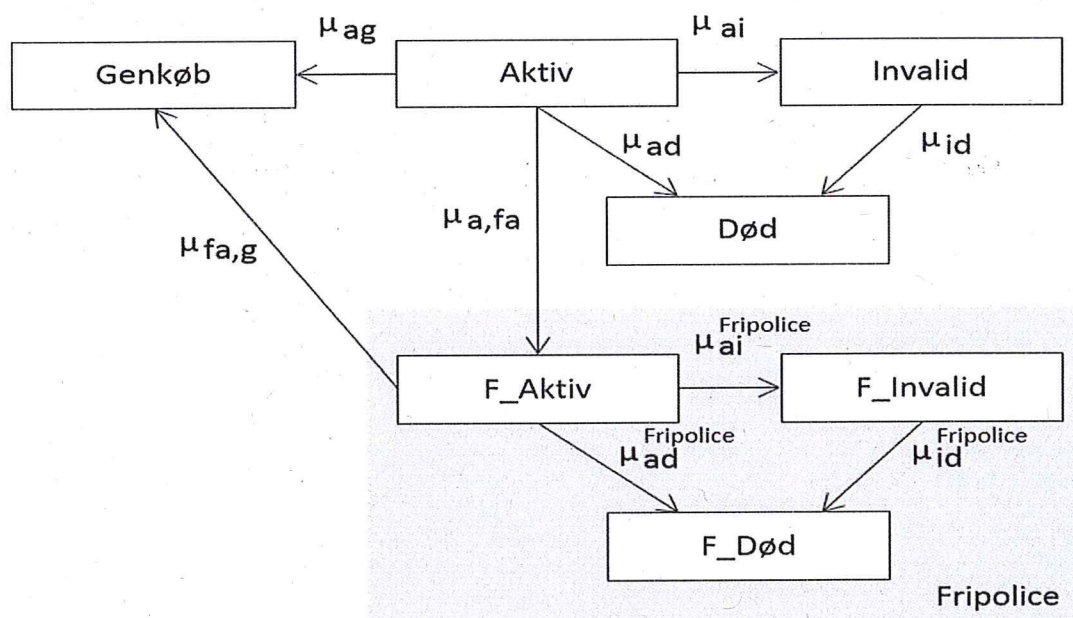 μ ag
μ ai
Genkøb
Aktiv
Invalid
μ ad
μ id
Død
μ a,fa
μ fa,g
μ ai Fripolice
F_Aktiv
F_Invalid
μ ad Fripolice
μ id Fripolice
F_Død
Fripolice